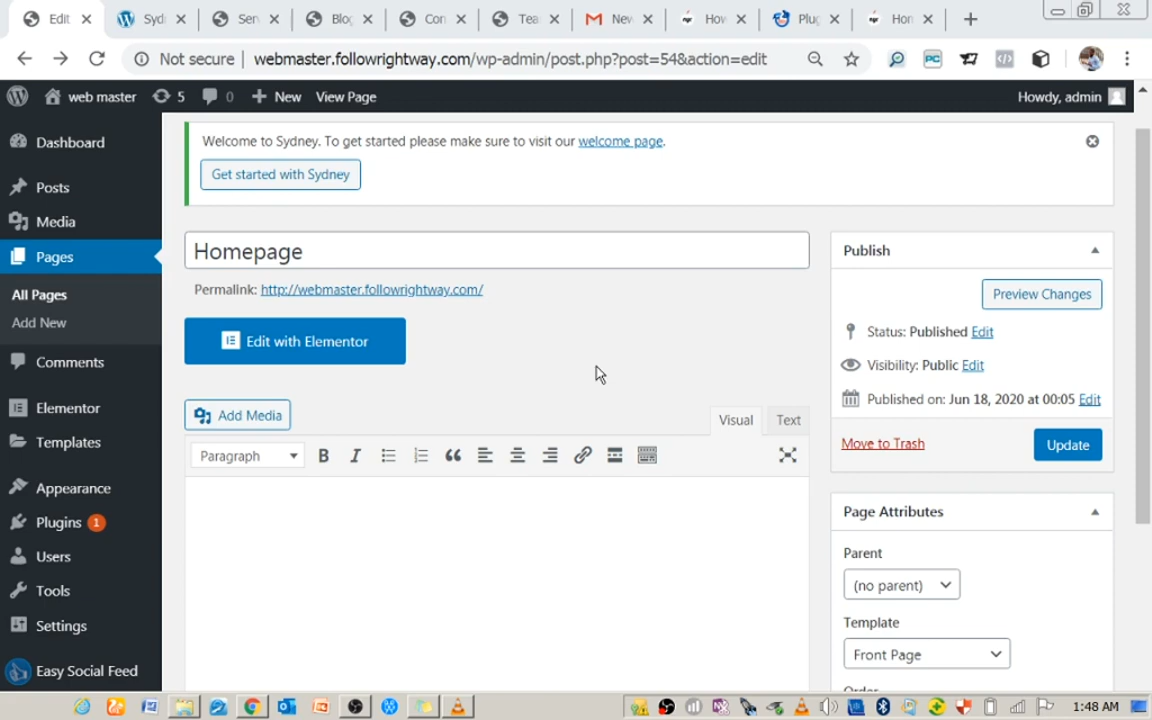 Edit
Syd
Ser
Blo
Con
Tea
New
How
Plu
Hon
Not secure
webmaster.followrightway.com/wp-admin/post.php?post=54&action=edit
PC
web master
5
0
New
View Page
Howdy, admin
Dashboard
Posts
Media
Pages
All Pages
Add New
Comments
Elementor
Templates
Appearance
Plugins 1
Users
Tools
Settings
Easy Social Feed
Welcome to Sydney. To get started please make sure to visit our welcome page.
Get started with Sydney
Homepage
Permalink: http://webmaster.followrightway.com/
Edit with Elementor
Add Media
Visual
Text
Paragraph
B
I
Publish
Preview Changes
Status: Published Edit
Visibility: Public Edit
Published on: Jun 18, 2020 at 00:05 Edit
Move to Trash
Update
Page Attributes
Parent
(no parent)
Template
Front Page
1:48 AM